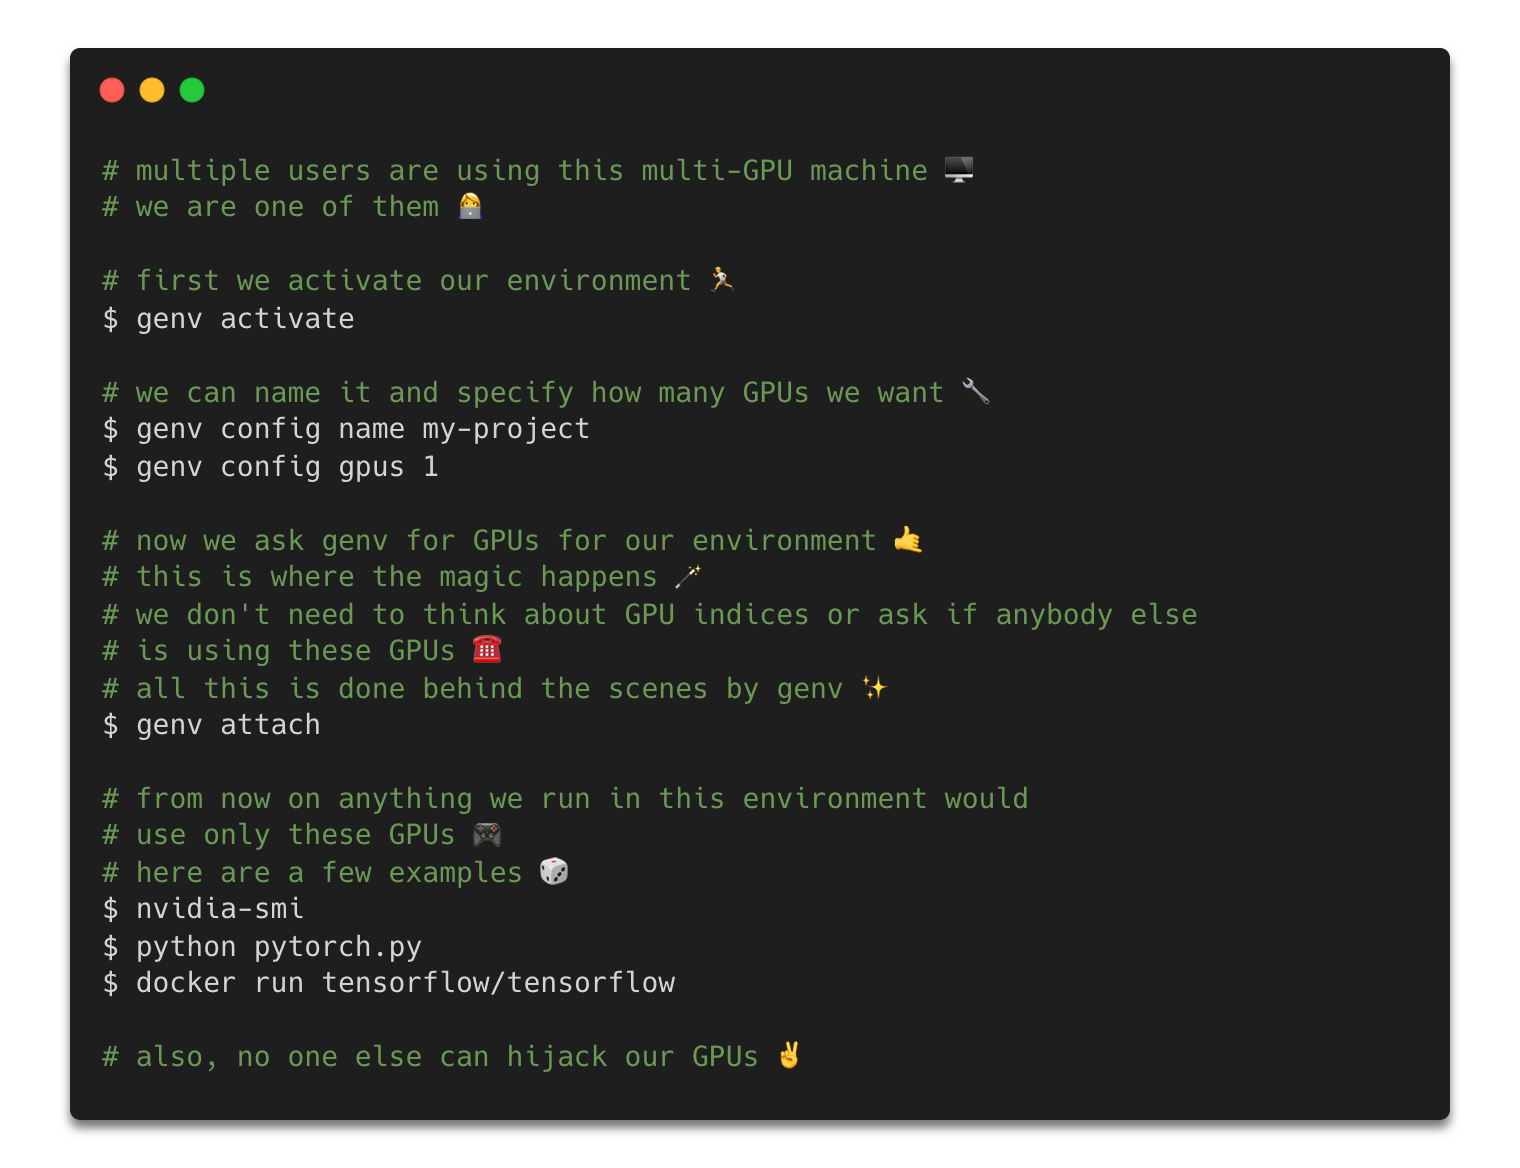 # multiple users are using this multi-GPU machine 🖥️
# we are one of them 👩‍💻
# first we activate our environment 🏃
$ genv activate
# we can name it and specify how many GPUs we want 🔧
$ genv config name my-project
$ genv config gpus 1
# now we ask genv for GPUs for our environment 🤙
# this is where the magic happens 🪄
# we don't need to think about GPU indices or ask if anybody else
# is using these GPUs ☎️
# all this is done behind the scenes by genv ✨
$ genv attach
# from now on anything we run in this environment would
# use only these GPUs 🎮
# here are a few examples 🎲
$ nvidia-smi
$ python pytorch.py
$ docker run tensorflow/tensorflow
# also, no one else can hijack our GPUs ✌️